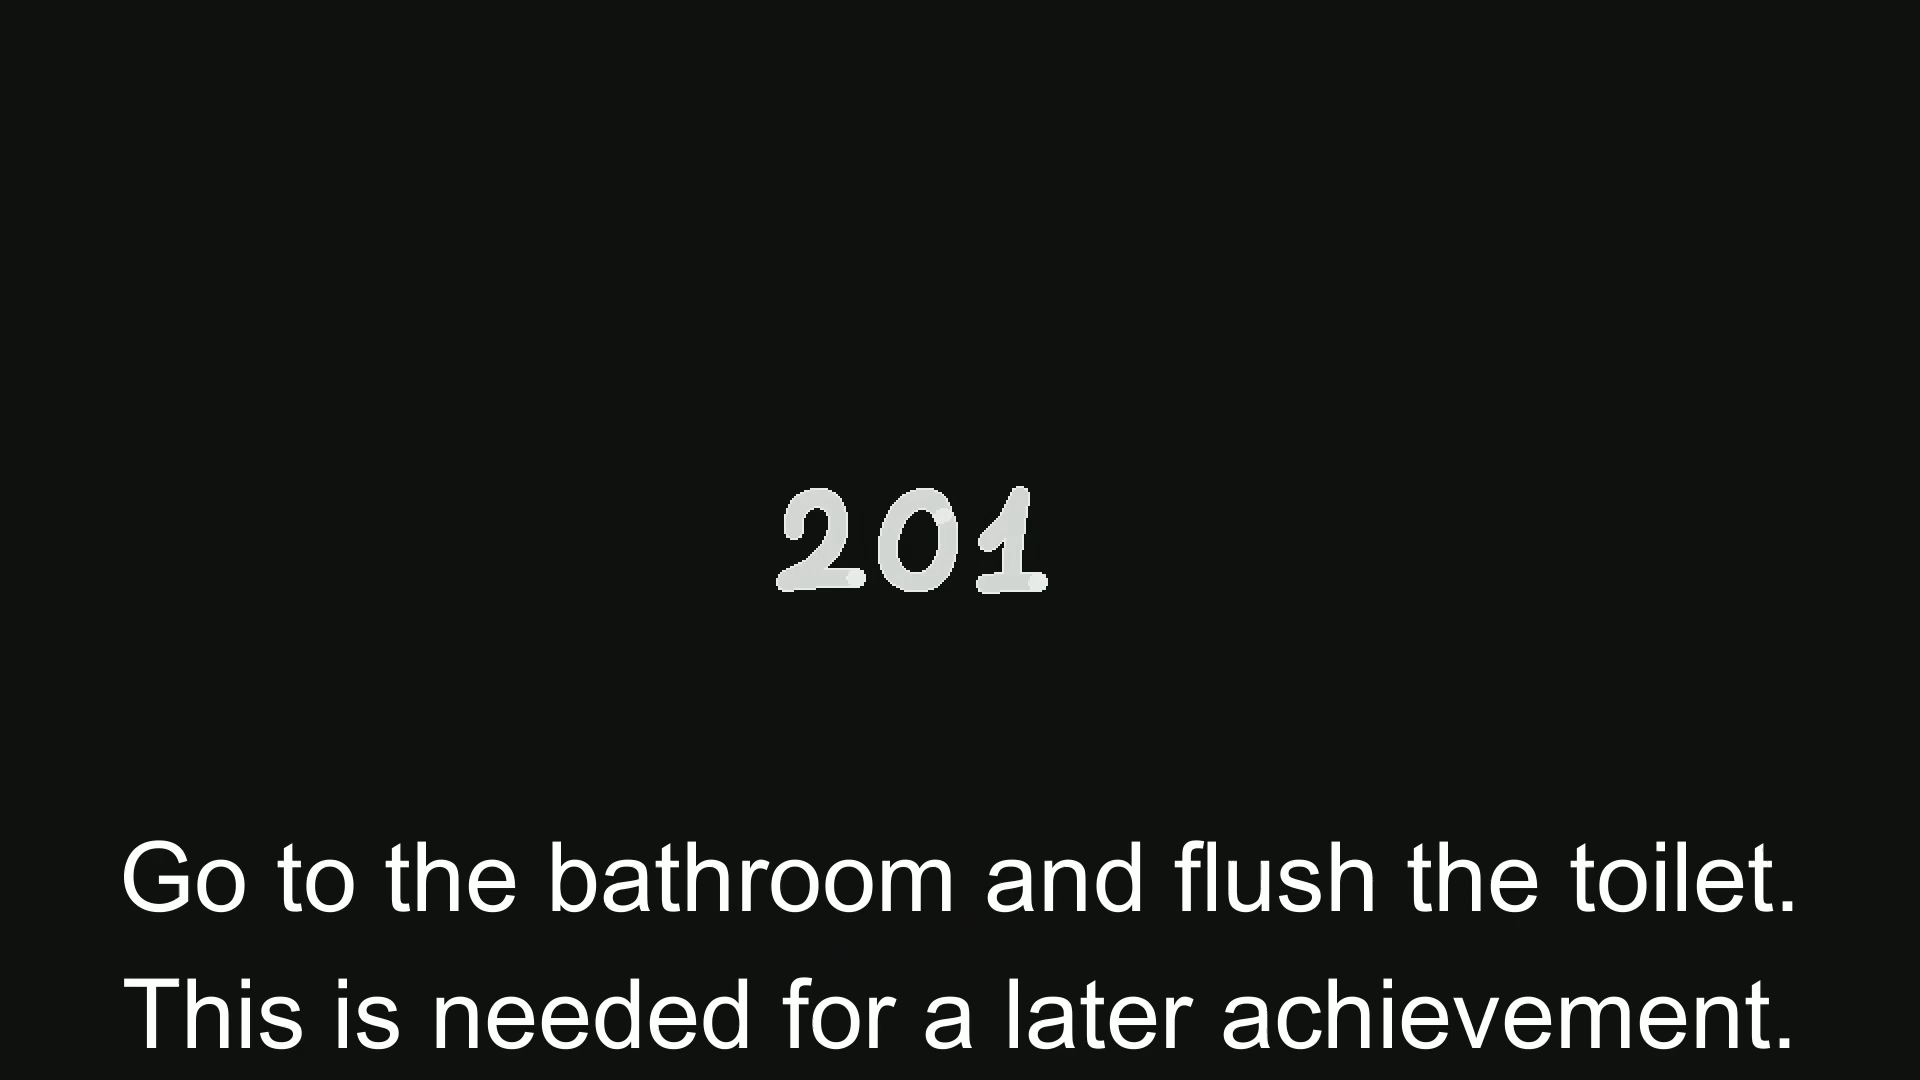 201
Go to the bathroom and flush the toilet.
This is needed for a later achievement.